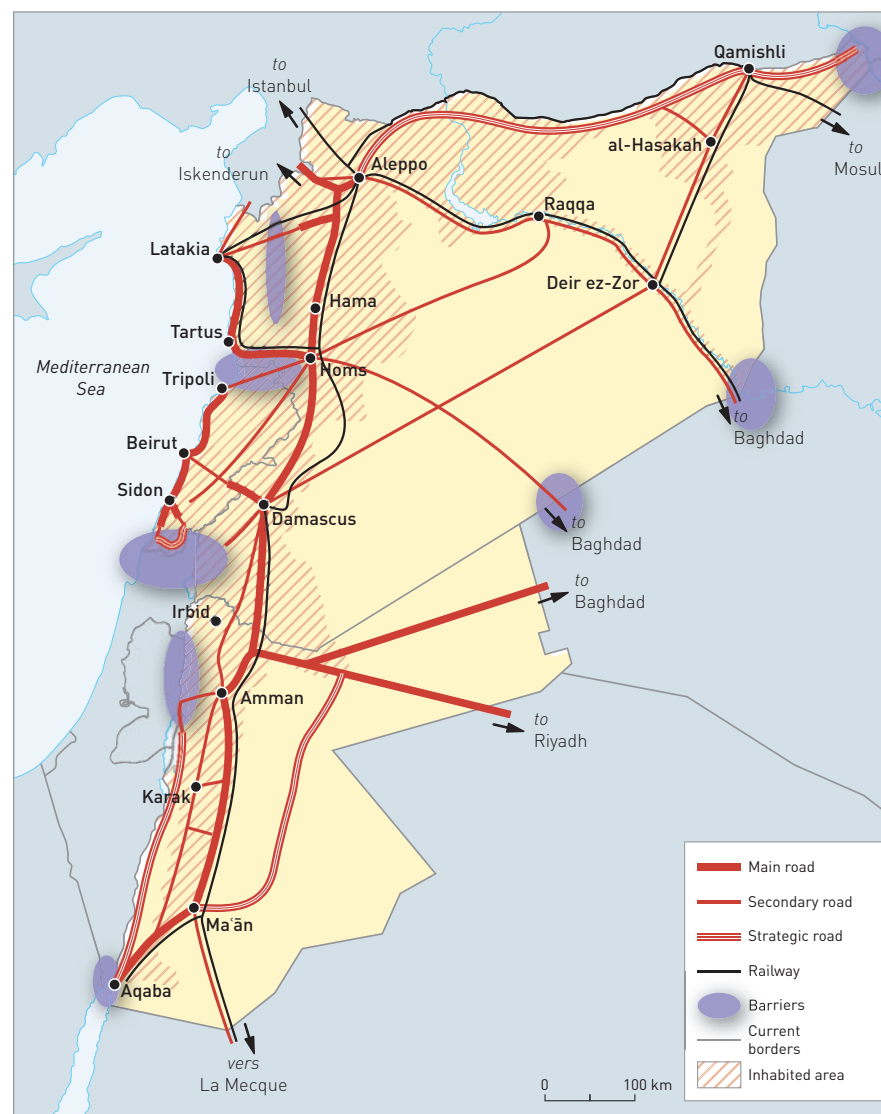 Qamishli
to
Istanbul
to
Iskenderun
Aleppo
al-Hasakah
to
Mosul
Raqqa
Latakia
Deir ez-Zor
Hama
Tartus
Mediterranean
Sea
Homs
Tripoli
to
Baghdad
Beirut
Sidon
Damascus
to
Baghdad
to
Baghdad
Irbid
Amman
to
Riyadh
Karak
Maʿān
Aqaba
vers
La Mecque
Main road
Secondary road
Strategic road
Railway
Barriers
Current
borders
Inhabited area
0 100 km